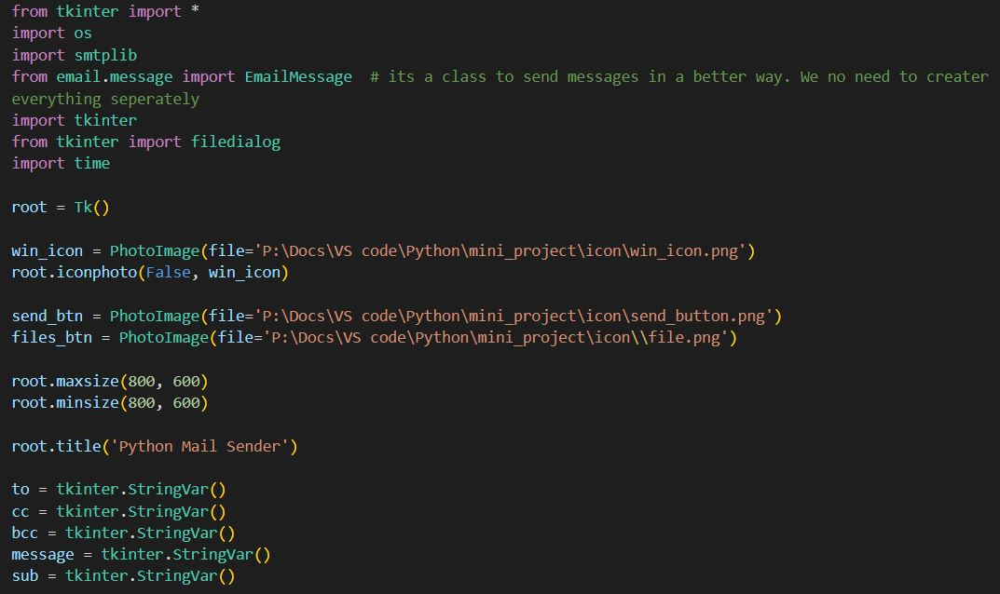 from tkinter import *
import os
import smtplib
from email.message import EmailMessage  # its a class to send messages in a better way. We no need to creater
everything seperately
import tkinter
from tkinter import filedialog
import time

root = Tk()

win_icon = PhotoImage(file='P:\Docs\VS code\Python\mini_project\icon\win_icon.png')
root.iconphoto(False, win_icon)

send_btn = PhotoImage(file='P:\Docs\VS code\Python\mini_project\icon\send_button.png')
files_btn = PhotoImage(file='P:\Docs\VS code\Python\mini_project\icon\\file.png')

root.maxsize(800, 600)
root.minsize(800, 600)

root.title('Python Mail Sender')

to = tkinter.StringVar()
cc = tkinter.StringVar()
bcc = tkinter.StringVar()
message = tkinter.StringVar()
sub = tkinter.StringVar()